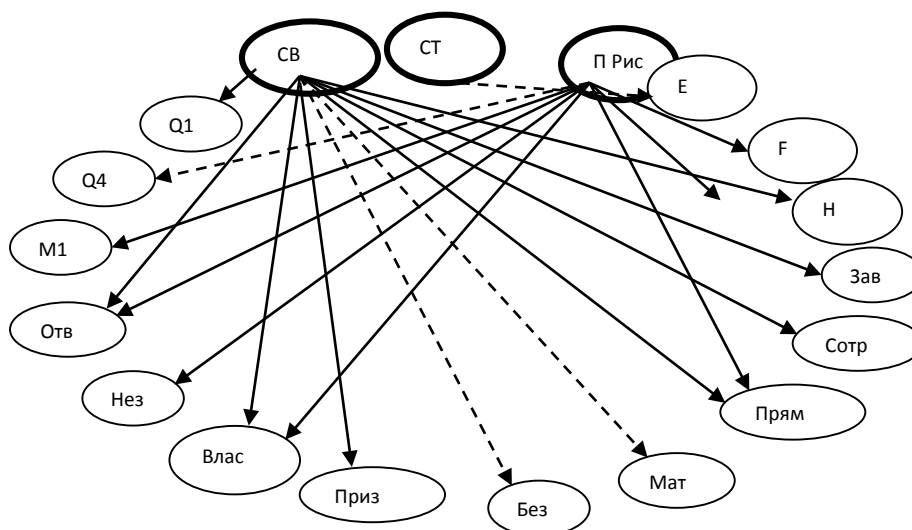 СВ
СТ
П Рис
E
Q1
F
Q4
H
М1
Зав
Отв
Сотр
Нез
Прям
Влас
Приз
Без
Мат